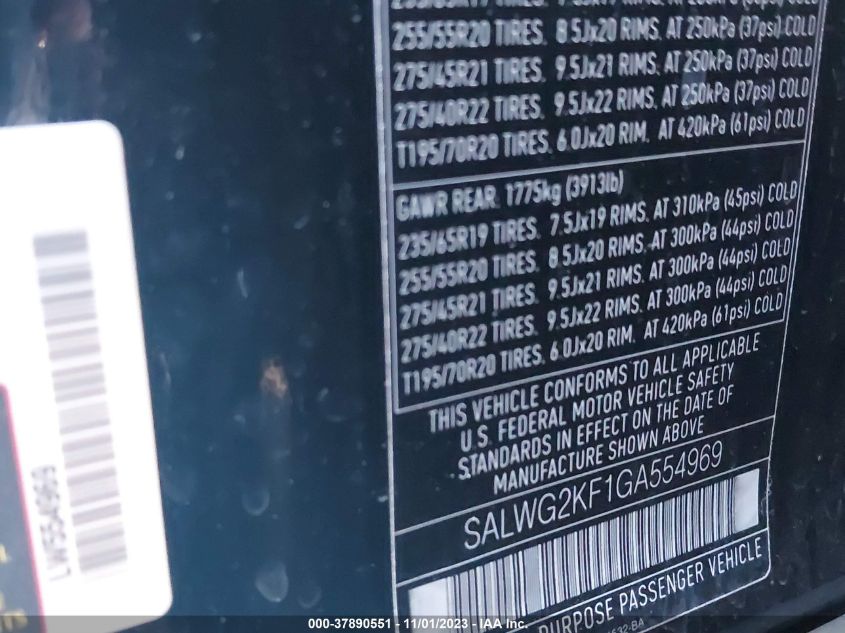 255/55R20 TIRES. 8.5Jx20 RIMS. AT 250kPa (37psi) COLD
275/45R21 TIRES. 9.5Jx21 RIMS. AT 250kPa (37psi) COLD
275/40R22 TIRES. 9.5Jx22 RIMS. AT 250kPa (37psi) COLD
T195/70R20 TIRES. 6.0Jx20 RIM. AT 420kPa (61psi) COLD
GAWR REAR. 1775kg (3913lb)
235/65R19 TIRES. 7.5Jx19 RIMS. AT 310kPa (45psi) COLD
255/55R20 TIRES. 8.5Jx20 RIMS. AT 300kPa (44psi) COLD
275/45R21 TIRES. 9.5Jx21 RIMS. AT 300kPa (44psi) COLD
275/40R22 TIRES. 9.5Jx22 RIMS. AT 300kPa (44psi) COLD
T195/70R20 TIRES. 6.0Jx20 RIM. AT 420kPa (61psi) COLD
THIS VEHICLE CONFORMS TO ALL APPLICABLE
U.S. FEDERAL MOTOR VEHICLE SAFETY
STANDARDS IN EFFECT ON THE DATE OF
MANUFACTURE SHOWN ABOVE
SALWG2KF1GA554969
PURPOSE PASSENGER VEHICLE
LW554969
000-37890551 - 11/01/2023 - IAA Inc.